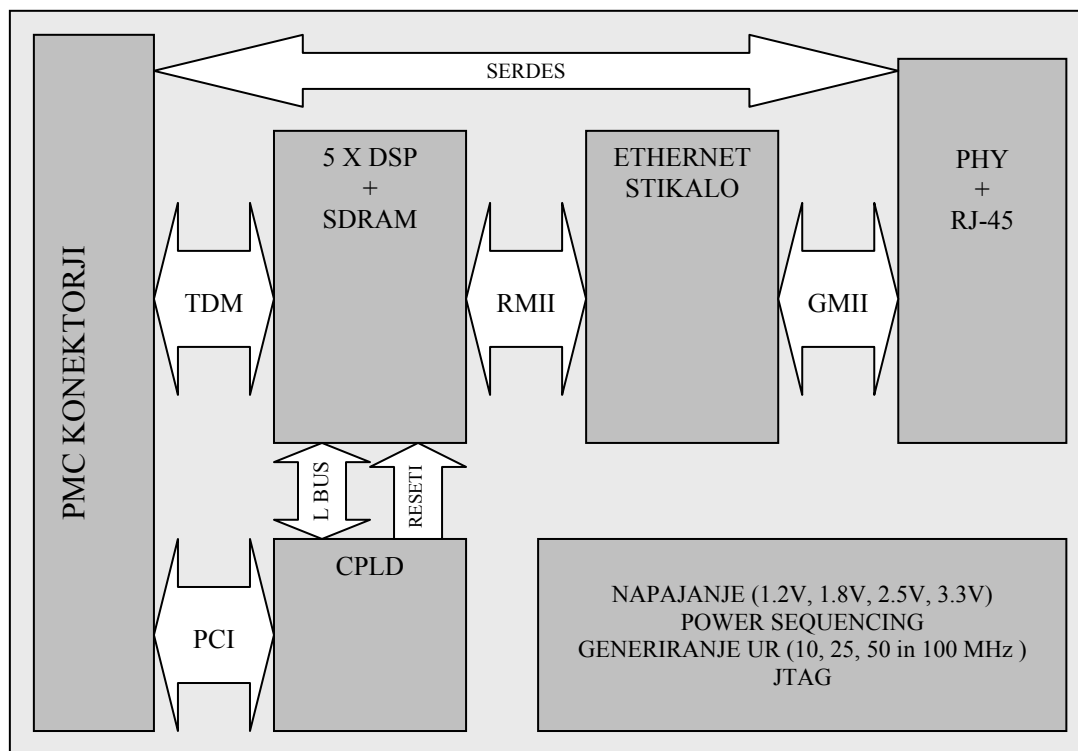 SERDES
PMC KONEKTORJI
5 X DSP
+
SDRAM
ETHERNET
STIKALO
PHY
+
RJ-45
TDM
RMII
GMII
L BUS
RESETI
CPLD
PCI
NAPAJANJE (1.2V, 1.8V, 2.5V, 3.3V)
POWER SEQUENCING
GENERIRANJE UR (10, 25, 50 in 100 MHz )
JTAG